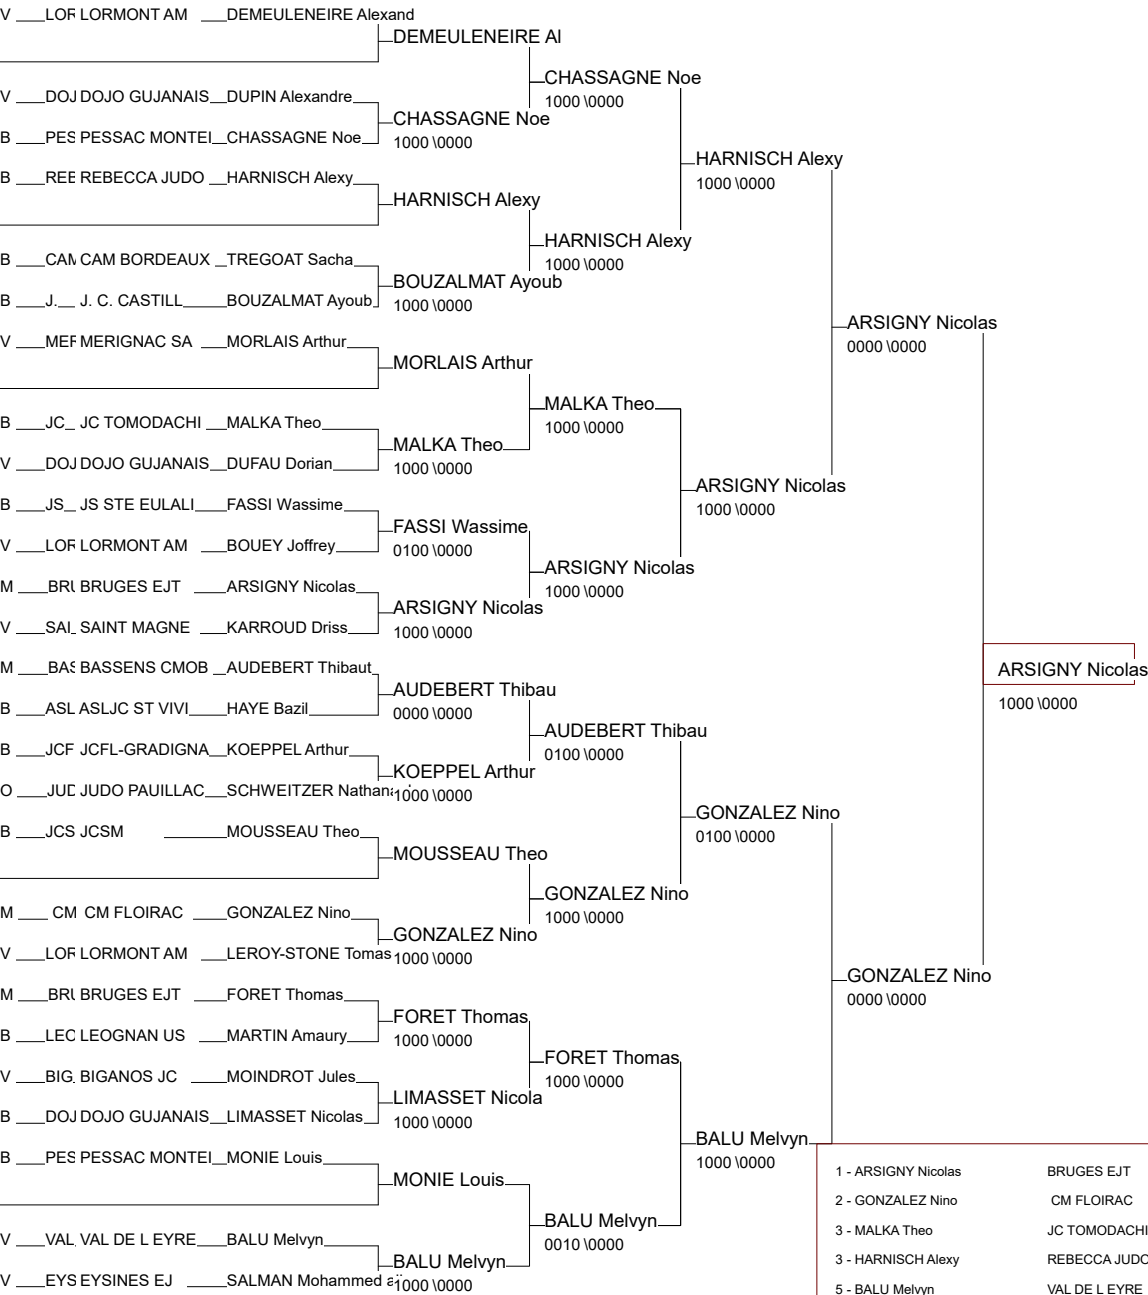 V LOR LORMONT AM DEMEULENEIRE Alexand
DEMEULENEIRE Al
CHASSAGNE Noe
1000 \0000
V DOJ DOJO GUJANAIS DUPIN Alexandre
CHASSAGNE Noe
1000 \0000
B PES PESSAC MONTEI CHASSAGNE Noe
HARNISCH Alexy
1000 \0000
B REE REBECCA JUDO HARNISCH Alexy
HARNISCH Alexy
HARNISCH Alexy
1000 \0000
B CAM CAM BORDEAUX TREGOAT Sacha
BOUZALMAT Ayoub
1000 \0000
B J. J. C. CASTILL BOUZALMAT Ayoub
ARSIGNY Nicolas
0000 \0000
V MER MERIGNAC SA MORLAIS Arthur
MORLAIS Arthur
MALKA Theo
1000 \0000
B JC JC TOMODACHI MALKA Theo
MALKA Theo
1000 \0000
V DOJ DOJO GUJANAIS DUFAU Dorian
ARSIGNY Nicolas
1000 \0000
B JS JS STE EULALI FASSI Wassime
FASSI Wassime
0100 \0000
V LOR LORMONT AM BOUEY Joffrey
ARSIGNY Nicolas
1000 \0000
M BRU BRUGES EJT ARSIGNY Nicolas
ARSIGNY Nicolas
1000 \0000
V SAI SAINT MAGNE KARROUD Driss
M BAS BASSENS CMOB AUDEBERT Thibaut
ARSIGNY Nicolas
1000 \0000
AUDEBERT Thibau
0000 \0000
B ASL ASLJC ST VIVI HAYE Bazil
AUDEBERT Thibau
0100 \0000
B JCF JCFL-GRADIGNA KOEPPEL Arthur
KOEPPEL Arthur
1000 \0000
O JUD JUDO PAUILLAC SCHWEITZER Nathana
GONZALEZ Nino
0100 \0000
B JCS JCSM MOUSSEAU Theo
MOUSSEAU Theo
GONZALEZ Nino
1000 \0000
M CM CM FLOIRAC GONZALEZ Nino
GONZALEZ Nino
1000 \0000
V LOR LORMONT AM LEROY-STONE Tomas
GONZALEZ Nino
0000 \0000
M BRU BRUGES EJT FORET Thomas
FORET Thomas
1000 \0000
B LEO LEOGNAN US MARTIN Amaury
FORET Thomas
1000 \0000
V BIG BIGANOS JC MOINDROT Jules
LIMASSET Nicola
1000 \0000
B DOJ DOJO GUJANAIS LIMASSET Nicolas
BALU Melvyn
1000 \0000
B PES PESSAC MONTEI MONIE Louis
MONIE Louis
BALU Melvyn
0010 \0000
V VAL VAL DE L EYRE BALU Melvyn
BALU Melvyn
1000 \0000
V EYS EYSINES EJ SALMAN Mohammed a
1 - ARSIGNY Nicolas BRUGES EJT
2 - GONZALEZ Nino CM FLOIRAC
3 - MALKA Theo JC TOMODACHI
3 - HARNISCH Alexy REBECCA JUDO
5 - BALU Melvyn VAL DE L EYRE